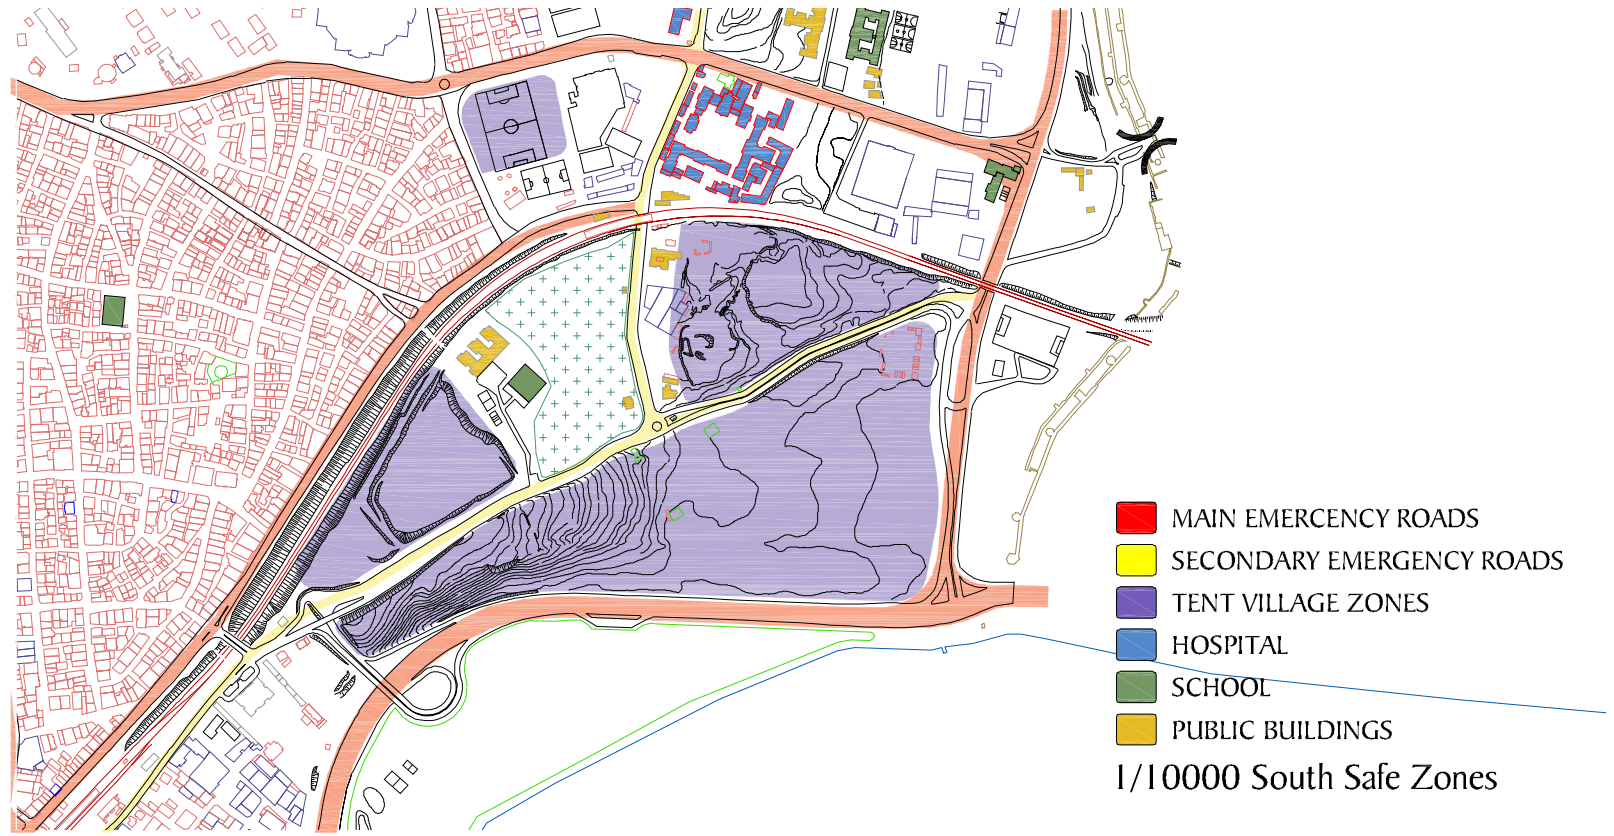 MAIN EMERCENCY ROADS
SECONDARY EMERGENCY ROADS
TENT VILLAGE ZONES
HOSPITAL
SCHOOL
PUBLIC BUILDINGS
1/10000 South Safe Zones